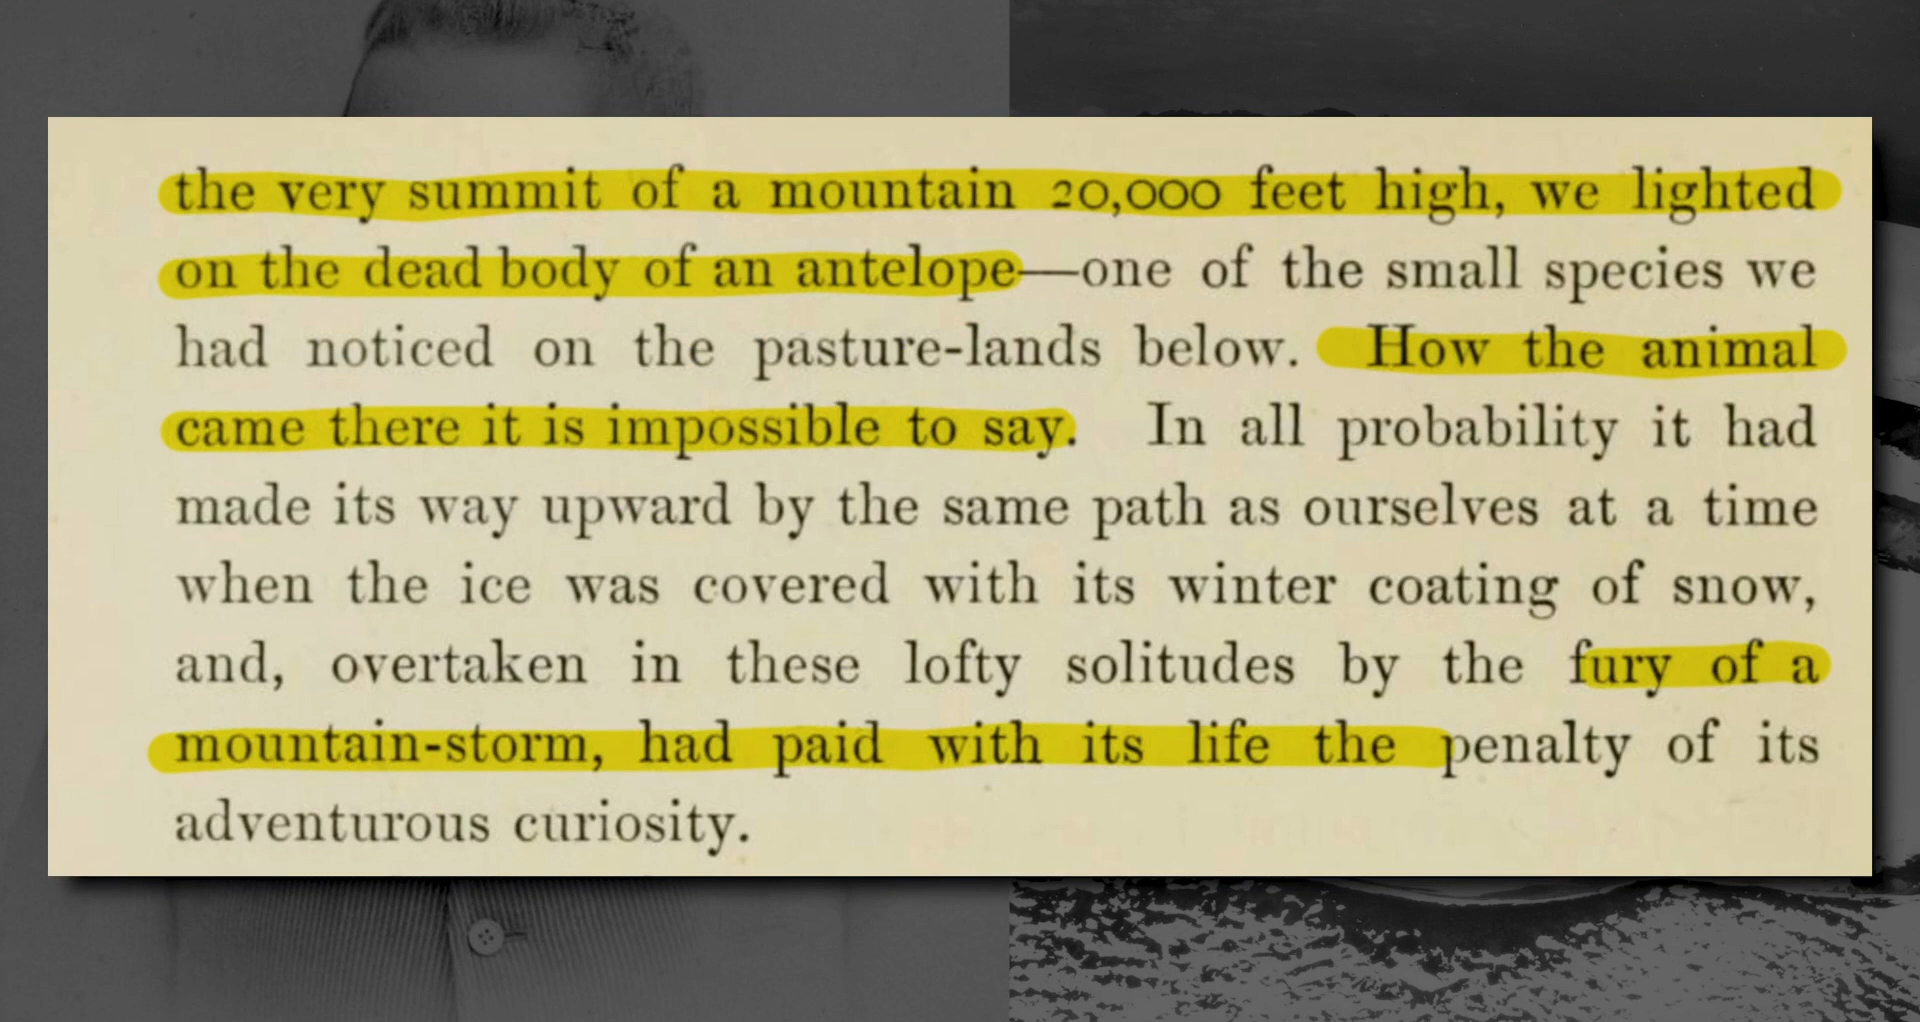 the very summit of a mountain 20,000 feet high, we lighted
on the dead body of an antelope—one of the small species we
had noticed on the pasture-lands below. How the animal
came there it is impossible to say. In all probability it had
made its way upward by the same path as ourselves at a time
when the ice was covered with its winter coating of snow,
and, overtaken in these lofty solitudes by the fury of a
mountain-storm, had paid with its life the penalty of its
adventurous curiosity.